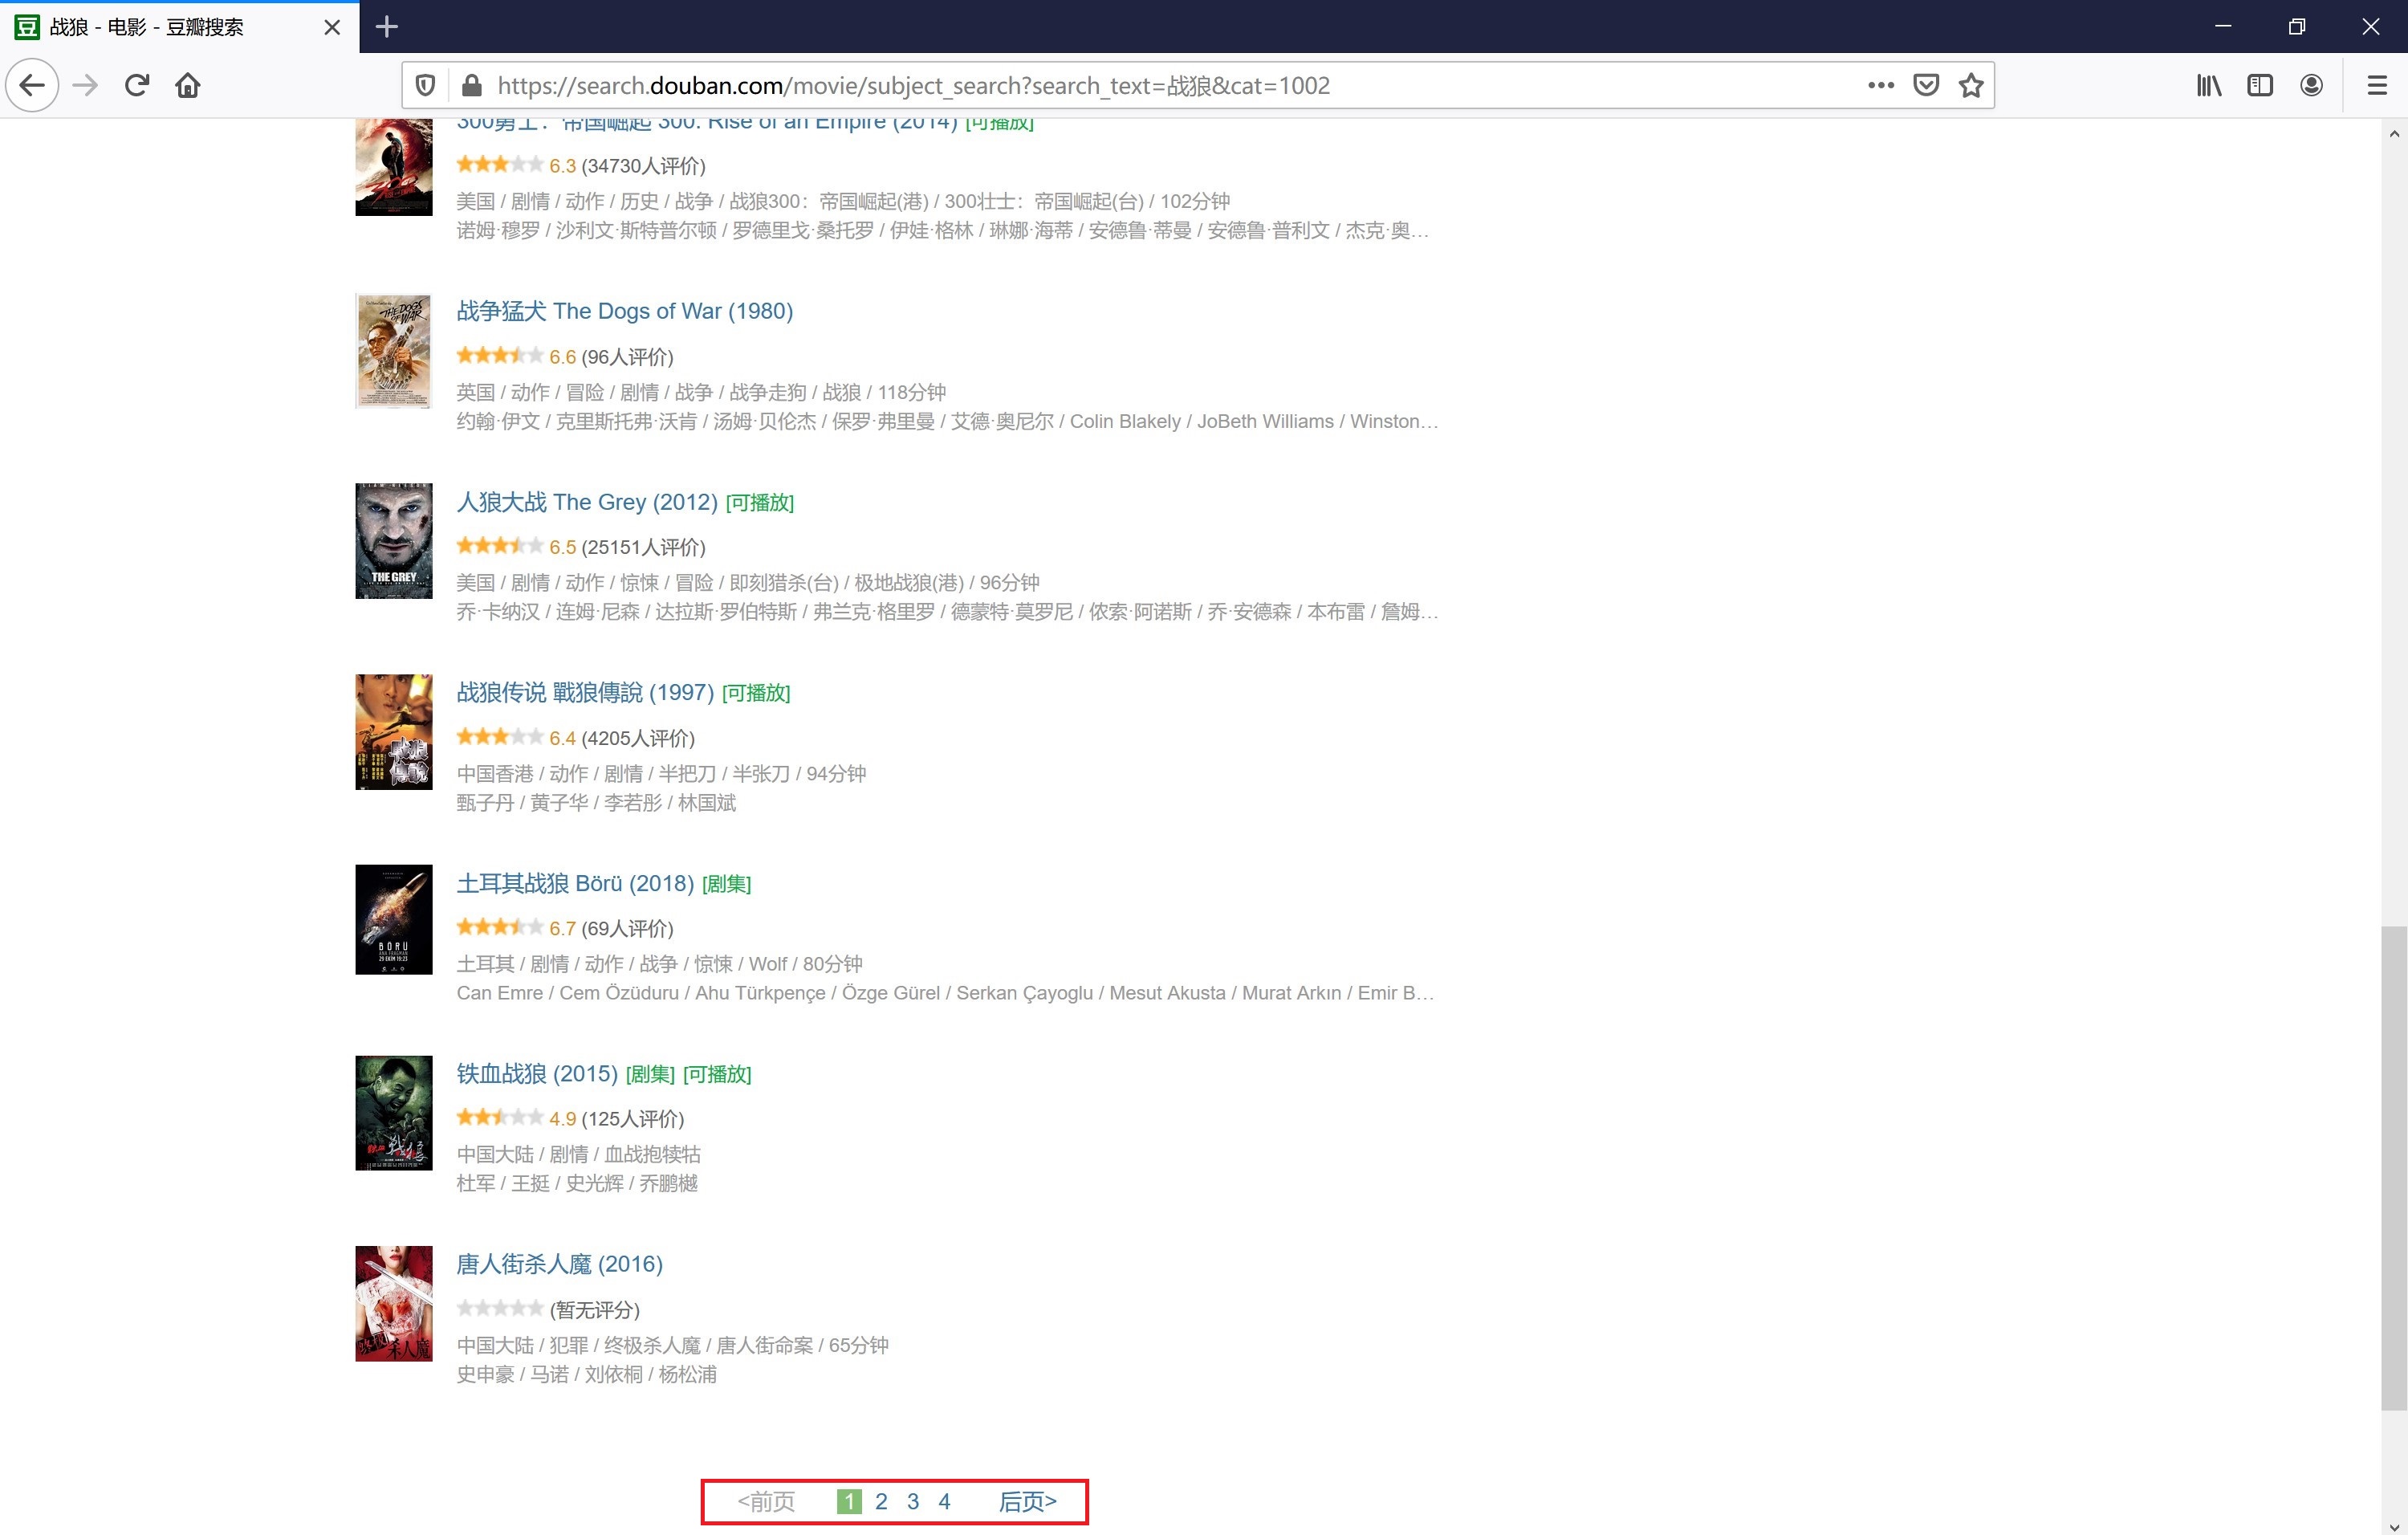 战狼 - 电影 - 豆瓣搜索
https://search.douban.com/movie/subject_search?search_text=战狼&cat=1002
300勇士：帝国崛起 300: Rise of an Empire (2014) [可播放]
6.3 (34730人评价)
美国 / 剧情 / 动作 / 历史 / 战争 / 战狼300：帝国崛起(港) / 300壮士：帝国崛起(台) / 102分钟
诺姆·穆罗 / 沙利文·斯特普尔顿 / 罗德里戈·桑托罗 / 伊娃·格林 / 琳娜·海蒂 / 安德鲁·蒂曼 / 安德鲁·普利文 / 杰克·奥…
THE DOGS OF WAR
战争猛犬 The Dogs of War (1980)
6.6 (96人评价)
英国 / 动作 / 冒险 / 剧情 / 战争 / 战争走狗 / 战狼 / 118分钟
约翰·伊文 / 克里斯托弗·沃肯 / 汤姆·贝伦杰 / 保罗·弗里曼 / 艾德·奥尼尔 / Colin Blakely / JoBeth Williams / Winston…
THE GREY
人狼大战 The Grey (2012) [可播放]
6.5 (25151人评价)
美国 / 剧情 / 动作 / 惊悚 / 冒险 / 即刻猎杀(台) / 极地战狼(港) / 96分钟
乔·卡纳汉 / 连姆·尼森 / 达拉斯·罗伯特斯 / 弗兰克·格里罗 / 德蒙特·莫罗尼 / 侬索·阿诺斯 / 乔·安德森 / 本布雷 / 詹姆…
战狼传说 戰狼傳說 (1997) [可播放]
6.4 (4205人评价)
中国香港 / 动作 / 剧情 / 半把刀 / 半张刀 / 94分钟
甄子丹 / 黄子华 / 李若彤 / 林国斌
BÖRÜ
土耳其战狼 Börü (2018) [剧集]
6.7 (69人评价)
土耳其 / 剧情 / 动作 / 战争 / 惊悚 / Wolf / 80分钟
Can Emre / Cem Özüduru / Ahu Türkpençe / Özge Gürel / Serkan Çayoglu / Mesut Akusta / Murat Arkın / Emir B…
铁血战狼 (2015) [剧集] [可播放]
4.9 (125人评价)
中国大陆 / 剧情 / 血战抱犊牯
杜军 / 王挺 / 史光辉 / 乔鹏樾
杀人魔
唐人街杀人魔 (2016)
(暂无评分)
中国大陆 / 犯罪 / 终极杀人魔 / 唐人街命案 / 65分钟
史申豪 / 马诺 / 刘依桐 / 杨松浦
<前页 1 2 3 4 后页>